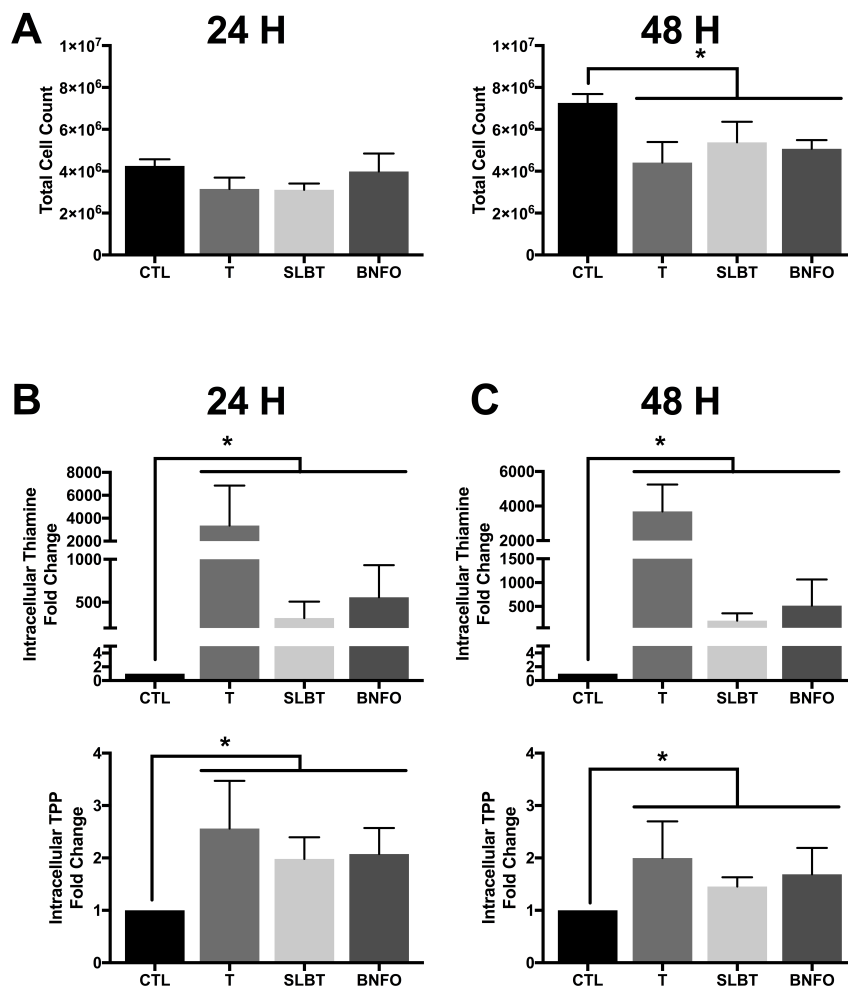 A
24 H
48 H
Total Cell Count
1×10⁷
8×10⁶
6×10⁶
4×10⁶
2×10⁶
0
CTL T SLBT BNFO
*
Total Cell Count
1×10⁷
8×10⁶
6×10⁶
4×10⁶
2×10⁶
0
CTL T SLBT BNFO
B
24 H
C
48 H
*
Intracellular Thiamine
Fold Change
8000
6000
4000
2000
1000
500
4
2
0
CTL T SLBT BNFO
*
Intracellular Thiamine
Fold Change
6000
4000
2000
1500
1000
500
4
2
0
CTL T SLBT BNFO
*
Intracellular TPP
Fold Change
4
3
2
1
0
CTL T SLBT BNFO
*
Intracellular TPP
Fold Change
4
3
2
1
0
CTL T SLBT BNFO